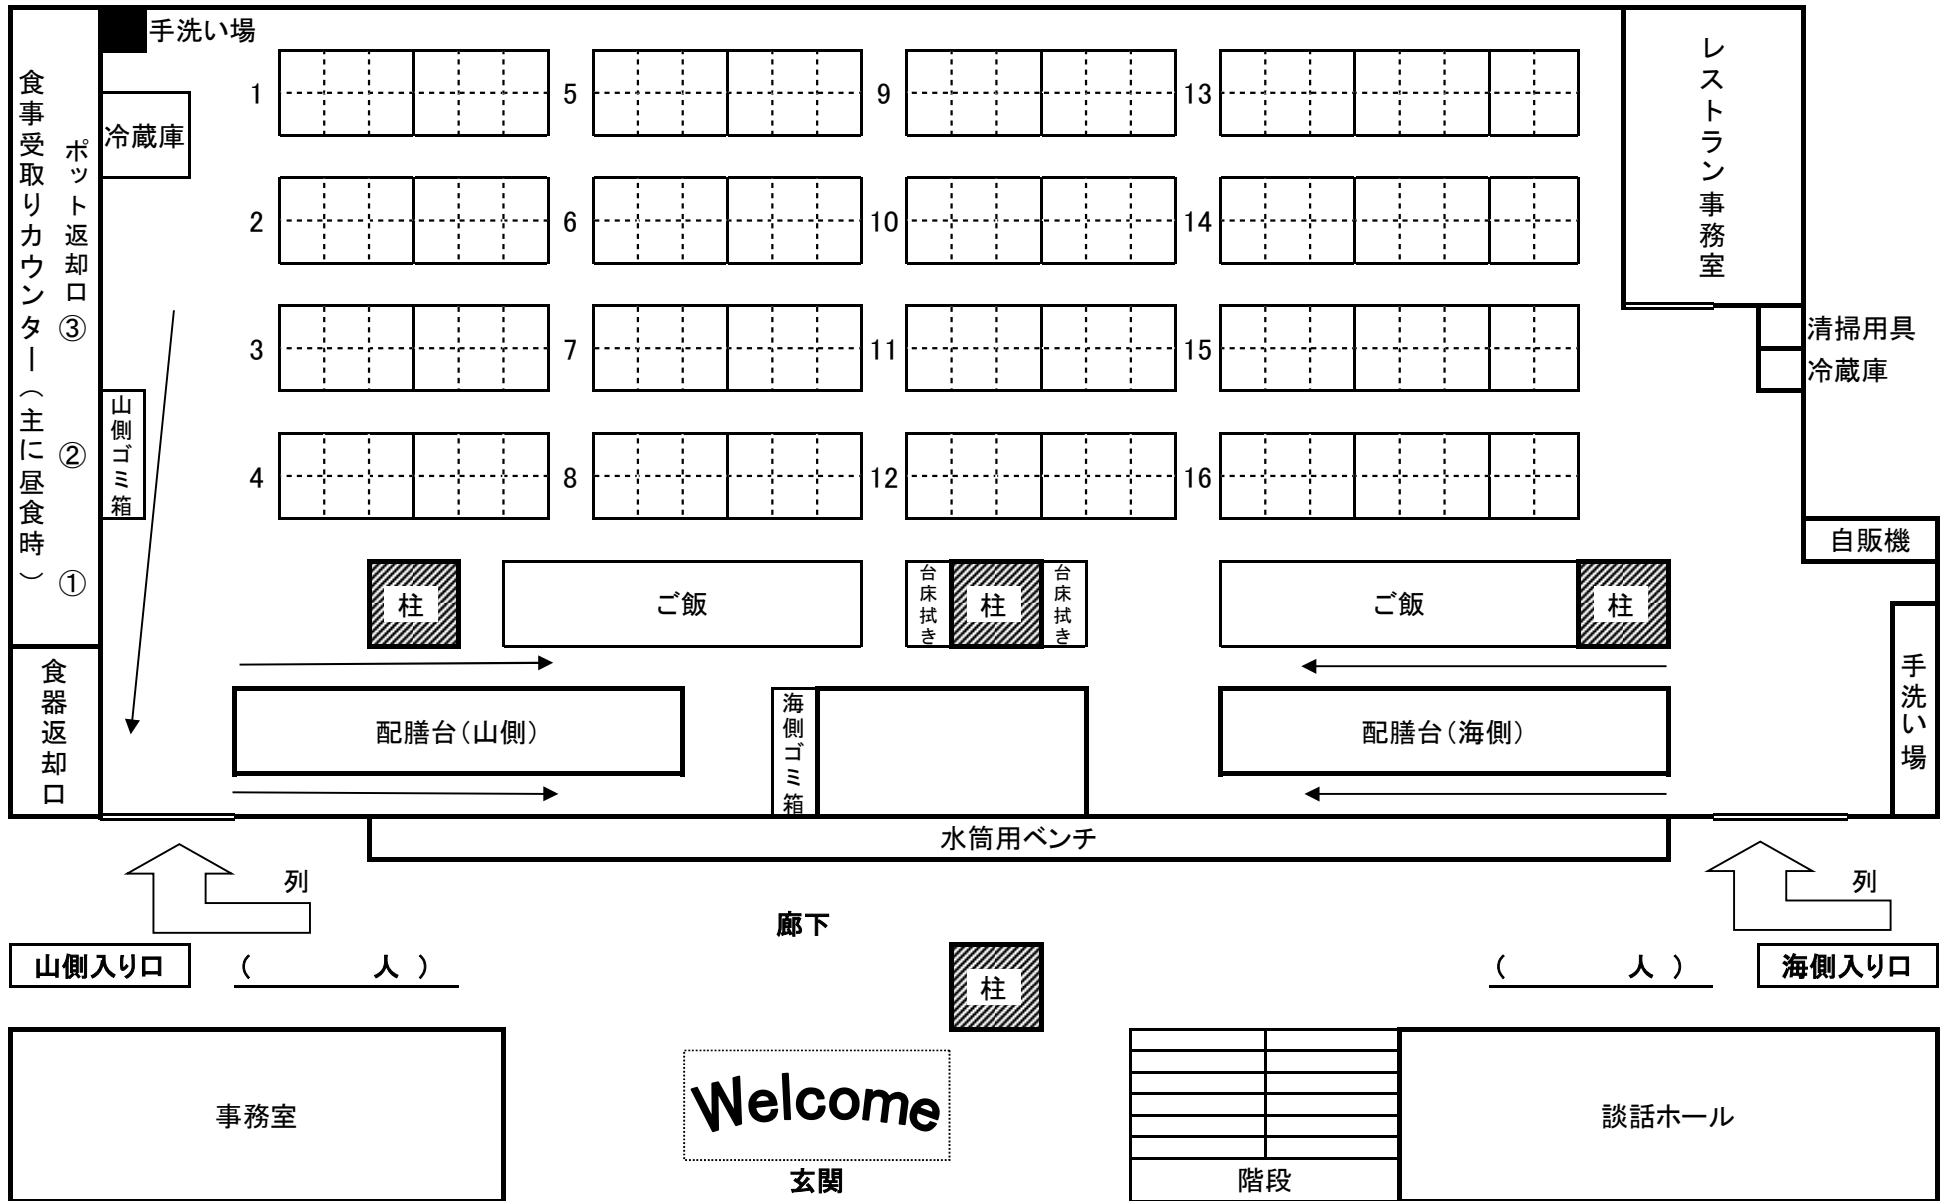 手洗い場
食事受取りカウンター（主に昼食時）
ポット返却口③ ② ①
冷蔵庫
山側ゴミ箱
食器返却口
1
5
9
13
2
6
10
14
3
7
11
15
4
8
12
16
レストラン事務室
清掃用具
冷蔵庫
自販機
柱
ご飯
台床拭き
柱
台床拭き
ご飯
柱
手洗い場
配膳台（山側）
海側ゴミ箱
配膳台（海側）
水筒用ベンチ
列
列
廊下
山側入り口
（　　　　人 ）
柱
（　　　　人 ）
海側入り口
事務室
Welcome
玄関
階段
談話ホール